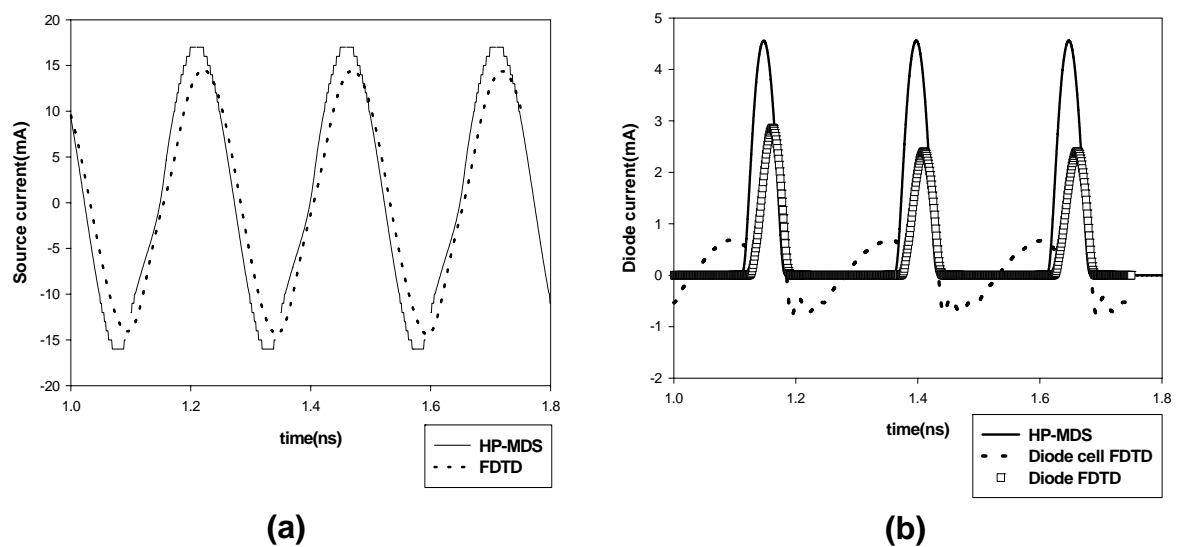 20
15
10
5
0
-5
-10
-15
-20
Source current(mA)
1.0 1.2 1.4 1.6 1.8
time(ns)
HP-MDS
FDTD
(a)
5
4
3
2
1
0
-1
-2
Diode current(mA)
1.0 1.2 1.4 1.6 1.8
time(ns)
HP-MDS
Diode cell FDTD
Diode FDTD
(b)